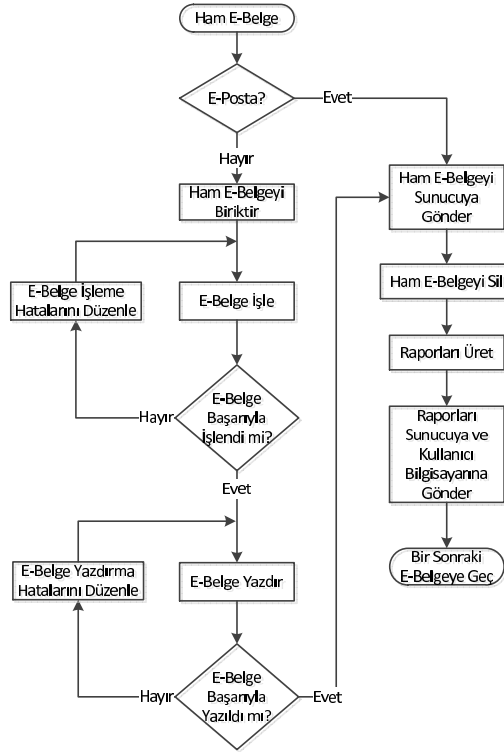 Ham E-Belge
E-Posta?
Evet
Hayır
Ham E-Belgeyi
Biriktir
E-Belge İşleme
Hatalarını Düzenle
E-Belge İşle
E-Belge
Başarıyla
İşlendi mi?
Hayır
Evet
E-Belge Yazdırma
Hatalarını Düzenle
E-Belge Yazdır
E-Belge
Başarıyla
Yazıldı mı?
Hayır
Evet
Ham E-Belgeyi
Sunucuya
Gönder
Ham E-Belgeyi Sil
Raporları Üret
Raporları
Sunucuya ve
Kullanıcı
Bilgisayarına
Gönder
Bir Sonraki
E-Belgeye Geç